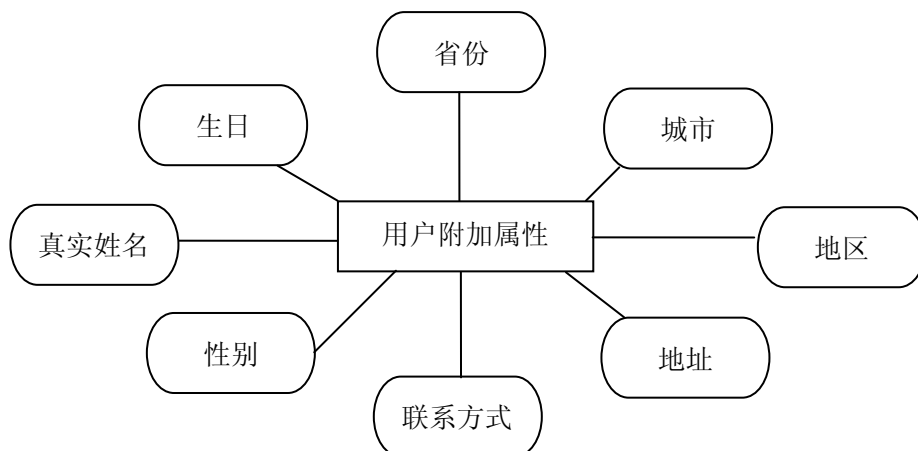 省份
生日
城市
用户附加属性
真实姓名
地区
性别
地址
联系方式